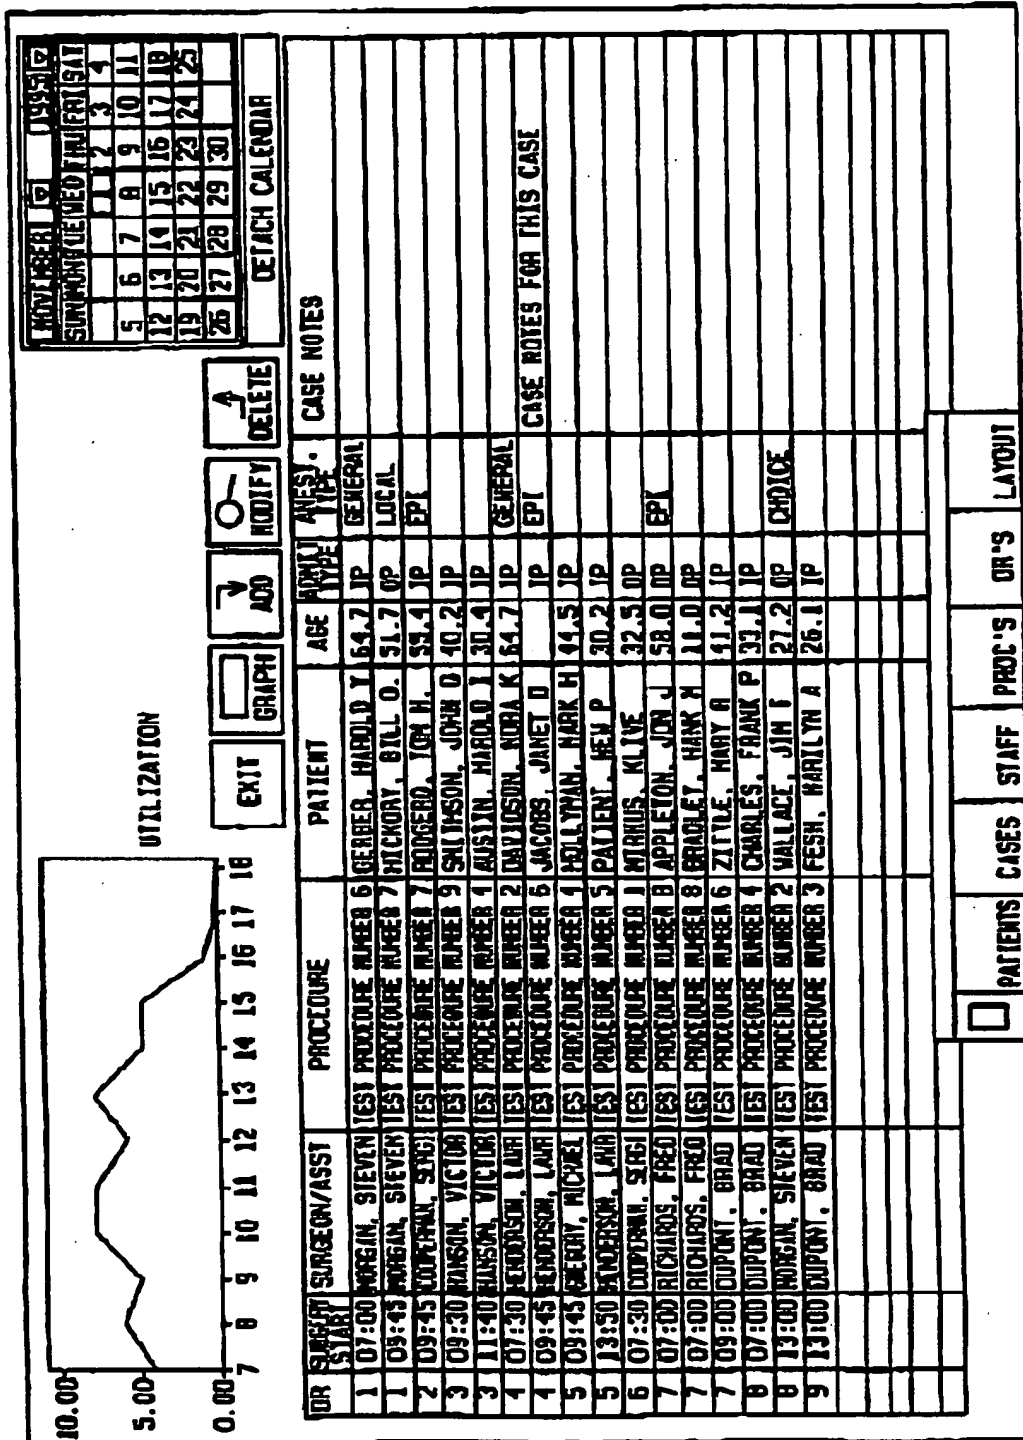 NOVEMBER 1995
SUN MON TUE WED THU FRI SAT
1 2 3 4
5 6 7 8 9 10 11
12 13 14 15 16 17 18
19 20 21 22 23 24 25
26 27 28 29 30
DETACH CALENDAR
10.00
5.00
0.00
7 8 9 10 11 12 13 14 15 16 17 18
UTILIZATION
EXIT GRAPH ADD MODIFY DELETE
OR SURGERY START SURGEON/ASST PROCEDURE PATIENT AGE ADMIT TYPE ANEST. TYPE CASE NOTES
1 07:00 MORGAN, STEVEN TEST PROCEDURE NUMBER 6 GERBER, HAROLD Y 64.7 IP GENERAL
1 09:45 MORGAN, STEVEN TEST PROCEDURE NUMBER 7 HICKORY, BILL O. 51.7 OP LOCAL
2 09:45 COOPERMAN, SERGI TEST PROCEDURE NUMBER 7 TOM H. IP EPI
3 09:30 HANSON, VICTOR TEST PROCEDURE NUMBER 9 SMITHSON, JOHN D 40.2 IP
3 11:40 HANSON, VICTOR TEST PROCEDURE NUMBER 4 AUSTIN, HAROLD I 30.4 IP
4 07:30 HENDERSON, LAWR TEST PROCEDURE NUMBER 2 DAVIDSON, NORA K 64.7 IP GENERAL
4 09:45 HENDERSON, LAWR TEST PROCEDURE NUMBER 6 JACOBS, JANET D IP EPI CASE NOTES FOR THIS CASE
5 09:45 GREGORY, MICHAEL TEST PROCEDURE NUMBER 4 HOLLYMAN, MARK H 44.5 IP
5 13:50 HENDERSON, LAWR TEST PROCEDURE NUMBER 5 PATIENT, NEW P 30.2 IP
6 07:30 COOPERMAN, SERGI TEST PROCEDURE NUMBER 1 KLIVE 32.5 OP
7 07:00 RICHARDS, FRED TEST PROCEDURE NUMBER 8 APPLETON, JON J 58.0 OP EPI
7 07:00 RICHARDS, FRED TEST PROCEDURE NUMBER 8 BRADLEY, HANK M 11.0 OP
7 09:00 DUPONT, BRAD TEST PROCEDURE NUMBER 6 ZITTLE, MARY A 41.2 IP
8 07:00 DUPONT, BRAD TEST PROCEDURE NUMBER 4 CHARLES, FRANK P 33.1 IP
8 13:00 MORGAN, STEVEN TEST PROCEDURE NUMBER 2 WALLACE, JIM F 27.2 OP CHOICE
9 13:00 DUPONT, BRAD TEST PROCEDURE NUMBER 3 MARILYN A 26.1 IP
PATIENTS CASES STAFF PROC'S OR'S LAYOUT